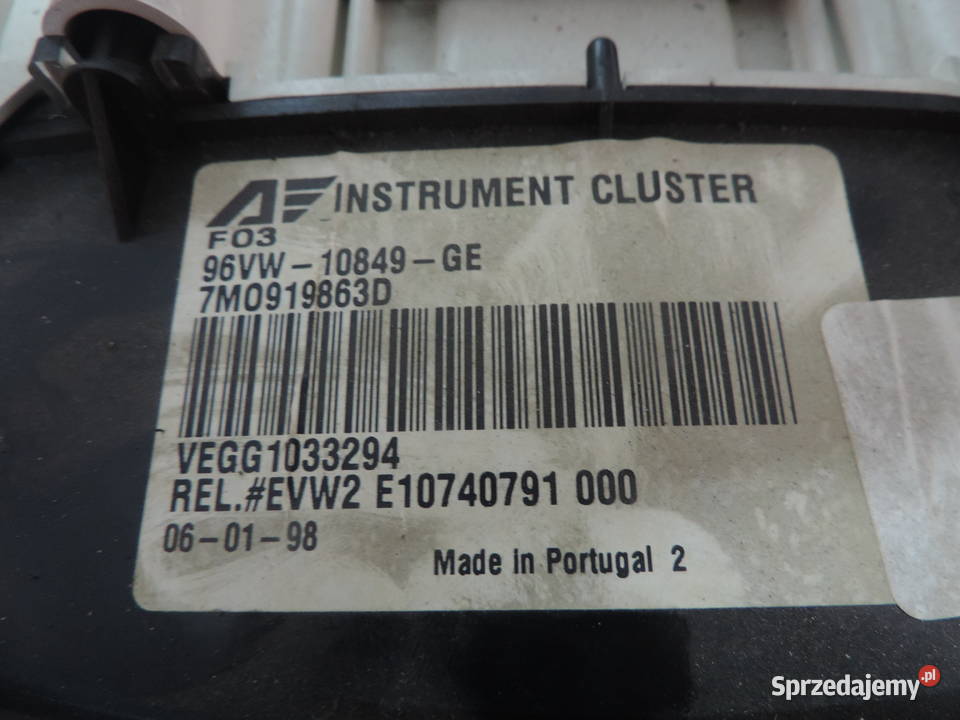 AF INSTRUMENT CLUSTER
F03
96VW-10849-GE
7M0919863D
VEGG1033294
REL.#EVW2 E10740791 000
06-01-98
Made in Portugal 2
Sprzedajemy.pl